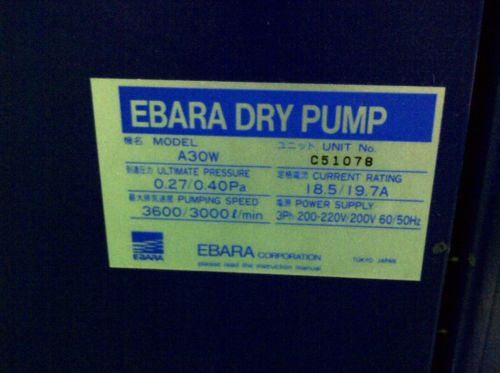 EBARA DRY PUMP
機名 MODEL
A30W
ユニット UNIT No.
C51078
到達圧力 ULTIMATE PRESSURE
0.27/0.40Pa
定格電流 CURRENT RATING
18.5/19.7A
最大排気速度 PUMPING SPEED
3600/3000ℓ/min
電源 POWER SUPPLY
3Ph 200-220V/200V 60/50Hz
EBARA
EBARA CORPORATION
please read the instruction manual
TOKYO JAPAN